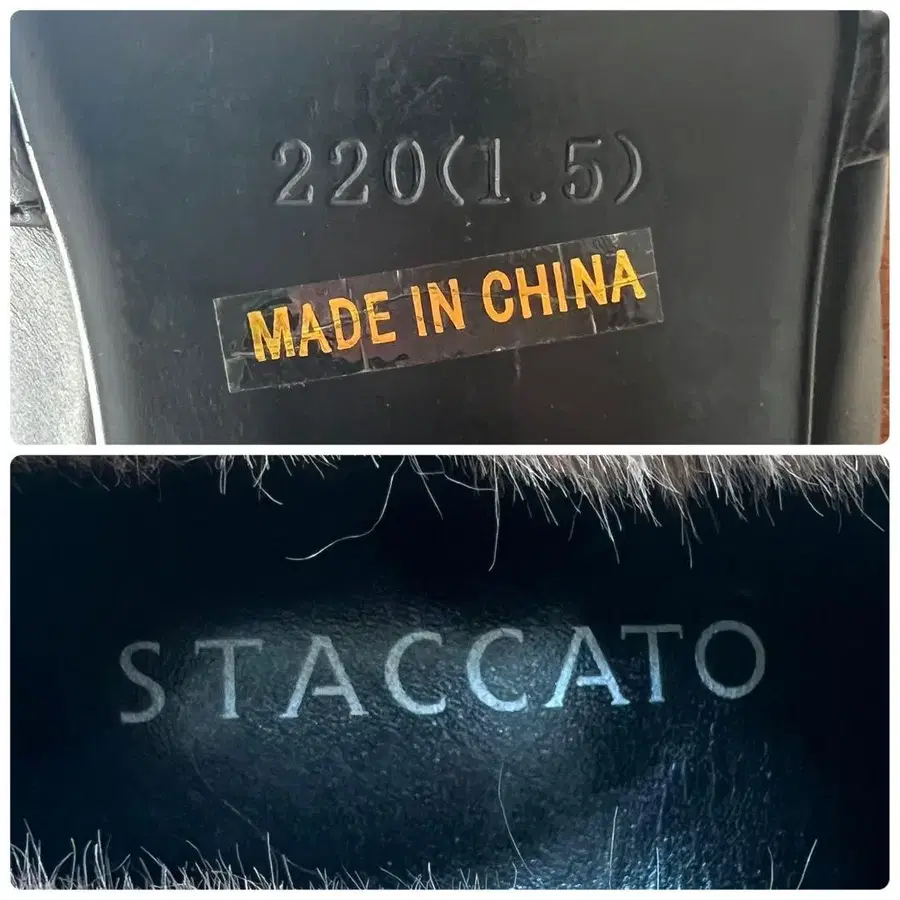 220(1.5)
MADE IN CHINA
STACCATO